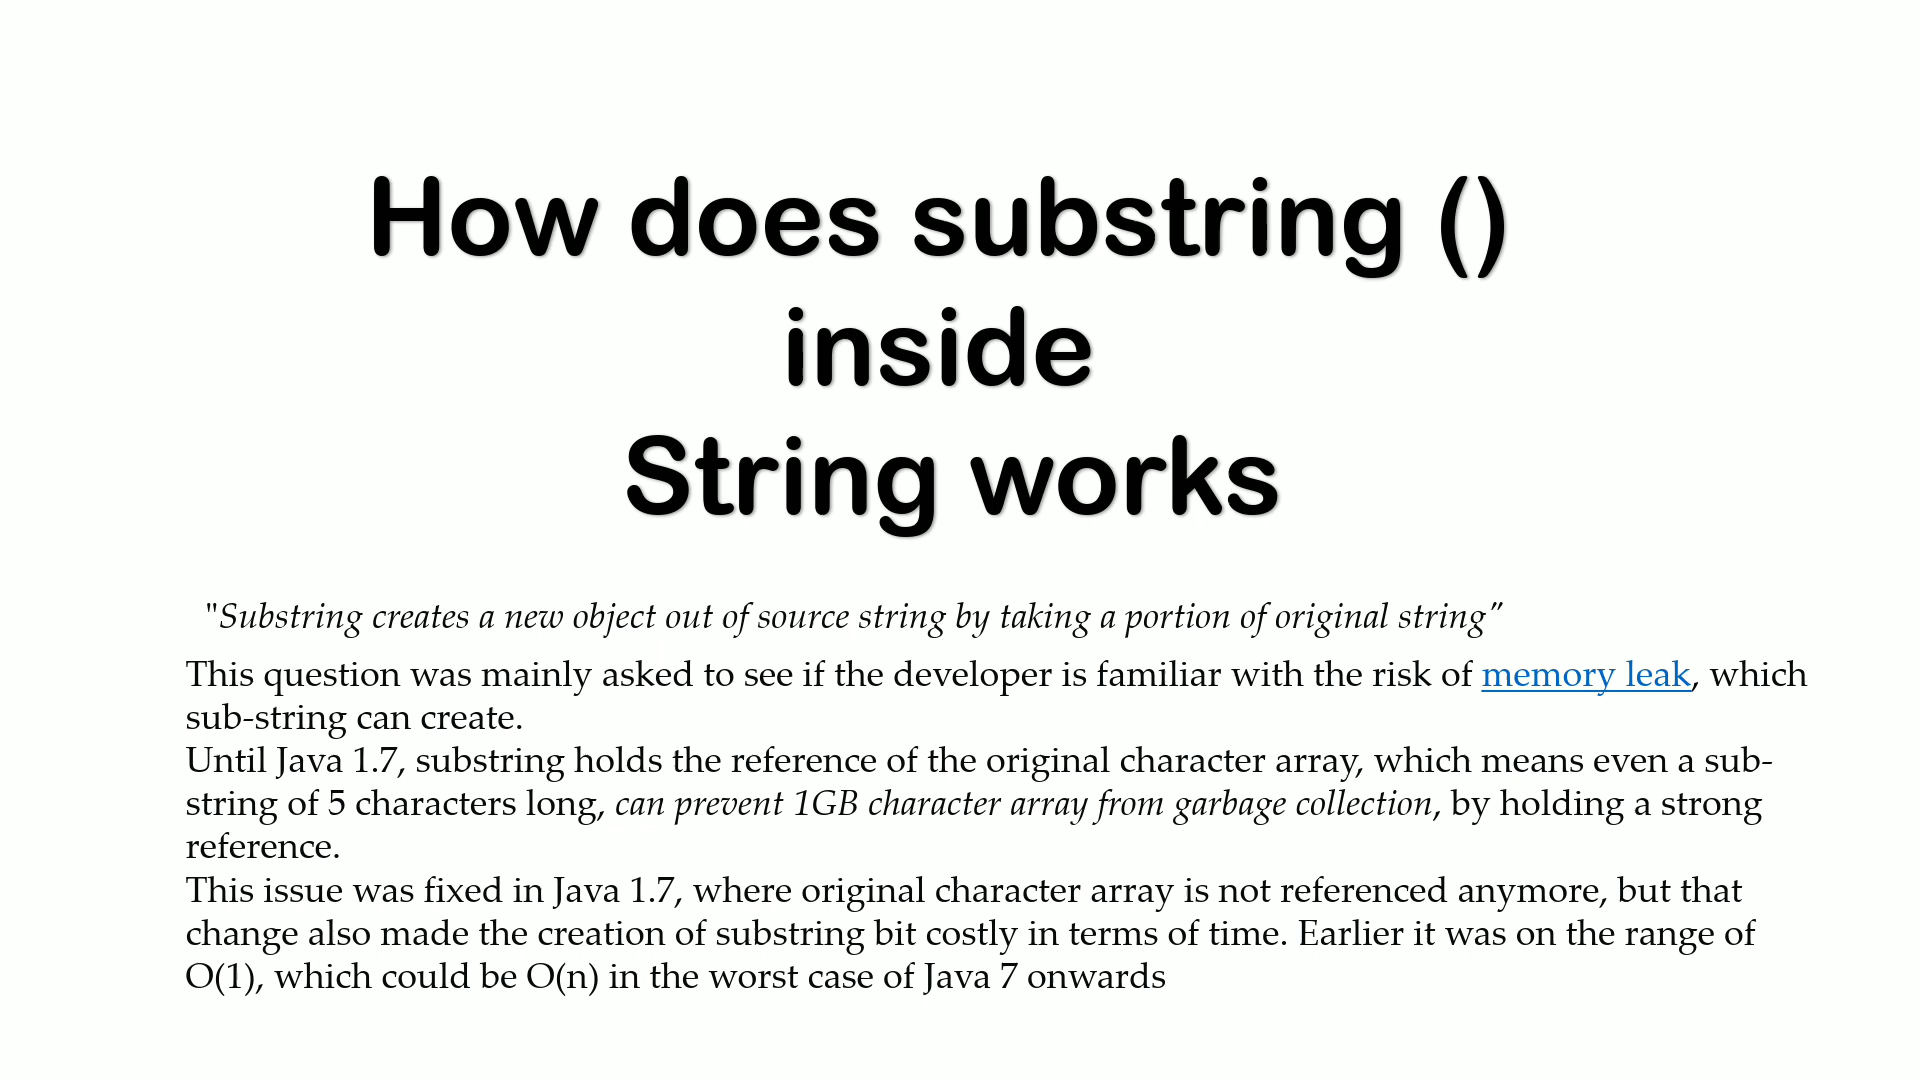 How does substring ()
inside
String works
"Substring creates a new object out of source string by taking a portion of original string”
This question was mainly asked to see if the developer is familiar with the risk of memory leak, which
sub-string can create.
Until Java 1.7, substring holds the reference of the original character array, which means even a sub-
string of 5 characters long, can prevent 1GB character array from garbage collection, by holding a strong
reference.
This issue was fixed in Java 1.7, where original character array is not referenced anymore, but that
change also made the creation of substring bit costly in terms of time. Earlier it was on the range of
O(1), which could be O(n) in the worst case of Java 7 onwards